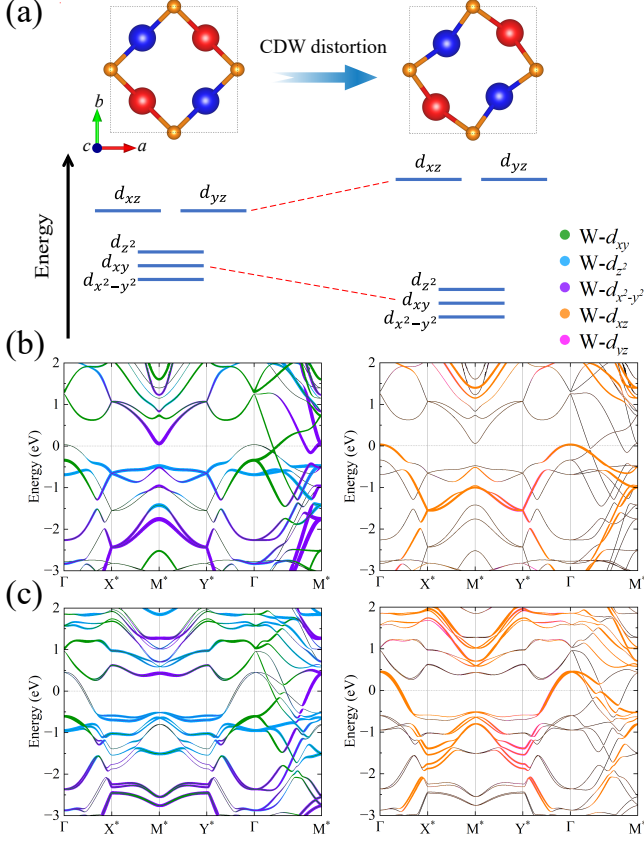 (a)
CDW distortion
b
c
a
Energy
d_xz
d_yz
d_z²
d_xy
d_x²−y²
d_xz
d_yz
d_z²
d_xy
d_x²−y²
W-d_xy
W-d_z²
W-d_x²−y²
W-d_xz
W-d_yz
(b)
Energy (eV)
2
1
0
−1
−2
−3
Γ X* M* Y* Γ M*
Energy (eV)
2
1
0
−1
−2
−3
Γ X* M* Y* Γ M*
(c)
Energy (eV)
2
1
0
−1
−2
−3
Γ X* M* Y* Γ M*
Energy (eV)
2
1
0
−1
−2
−3
Γ X* M* Y* Γ M*